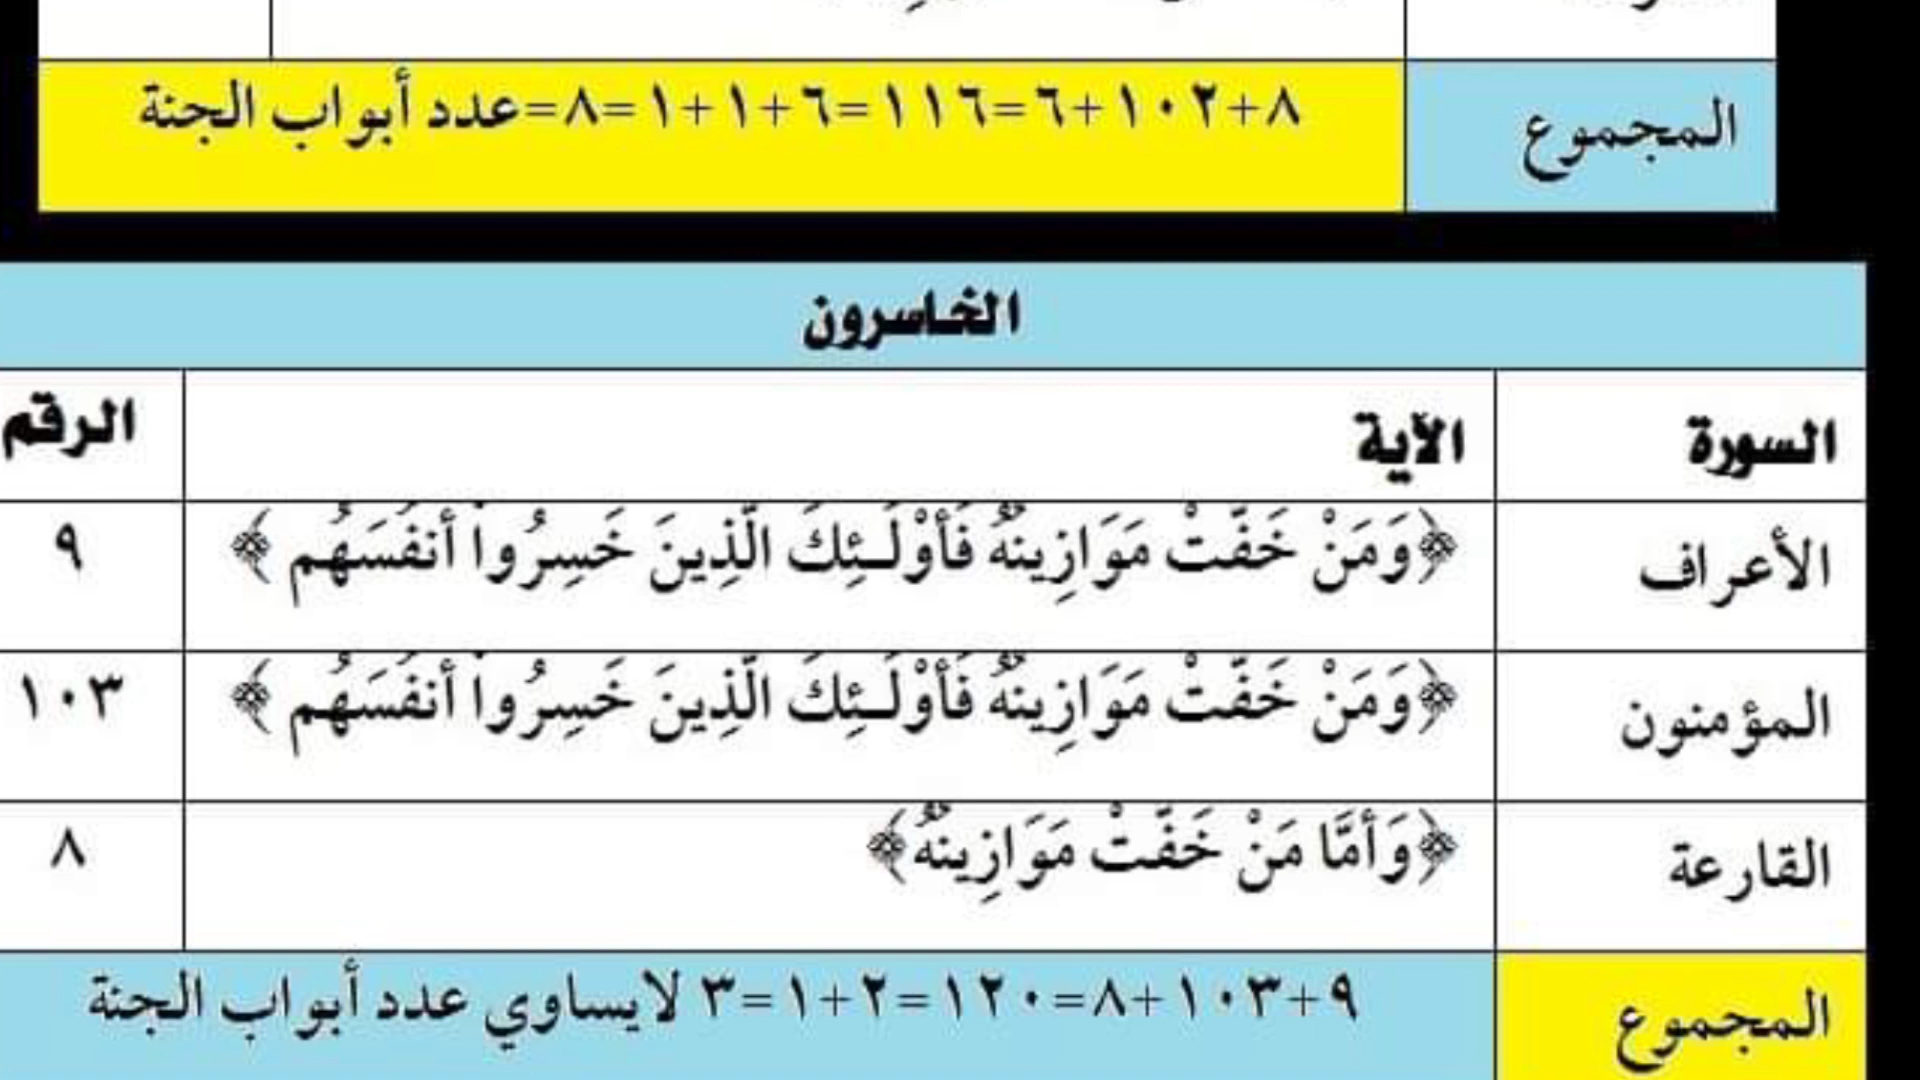 المجموع ٨+١٠٢+٦=١١٦=٦+١+١=٨=عدد أبواب الجنة
الخاسرون
السورة الآية الرقم
الأعراف ﴿وَمَنْ خَفَّتْ مَوَازِينُهُ فَأُوْلَـئِكَ الَّذِينَ خَسِرُواْ أَنفُسَهُم ﴾ ٩
المؤمنون ﴿وَمَنْ خَفَّتْ مَوَازِينُهُ فَأُوْلَـئِكَ الَّذِينَ خَسِرُواْ أَنفُسَهُم ﴾ ١٠٣
القارعة ﴿وَأَمَّا مَنْ خَفَّتْ مَوَازِينُهُ﴾ ٨
المجموع ٩+١٠٣+٨=١٢٠=٢+١=٣ لايساوي عدد أبواب الجنة